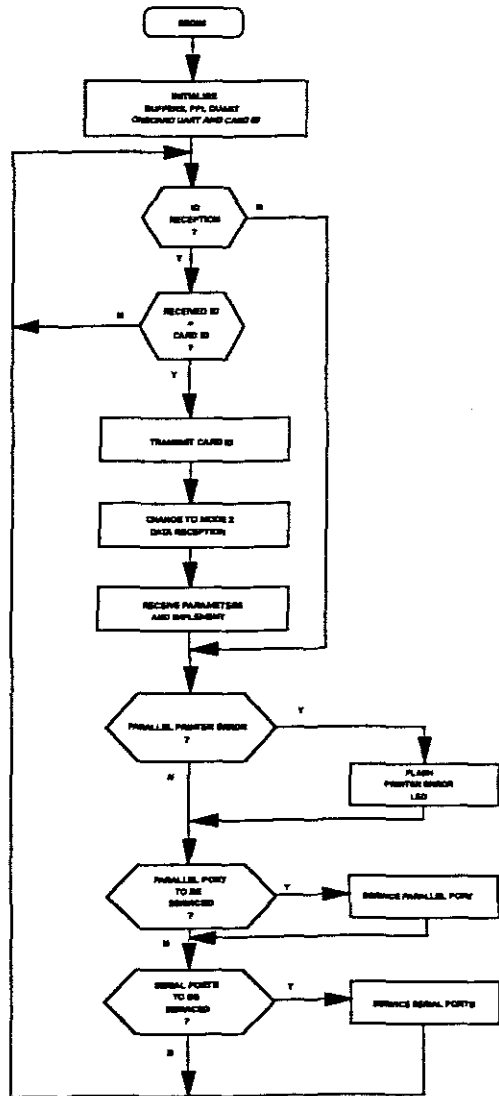 BEGIN
INITIALISE
BUFFERS, PPI, DUART
ONBOARD UART AND CARD ID
ID
RECEPTION
?
N
Y
RECEIVED ID
=
CARD ID
?
N
Y
TRANSMIT CARD ID
CHANGE TO MODE 2
DATA RECEPTION
RECEIVE PARAMETERS
AND IMPLEMENT
PARALLEL PRINTER ERROR
?
Y
N
FLASH
PRINTER ERROR
LED
PARALLEL PORT
TO BE
SERVICED
?
Y
SERVICE PARALLEL PORT
N
SERIAL PORTS
TO BE
SERVICED
?
Y
SERVICE SERIAL PORTS
N